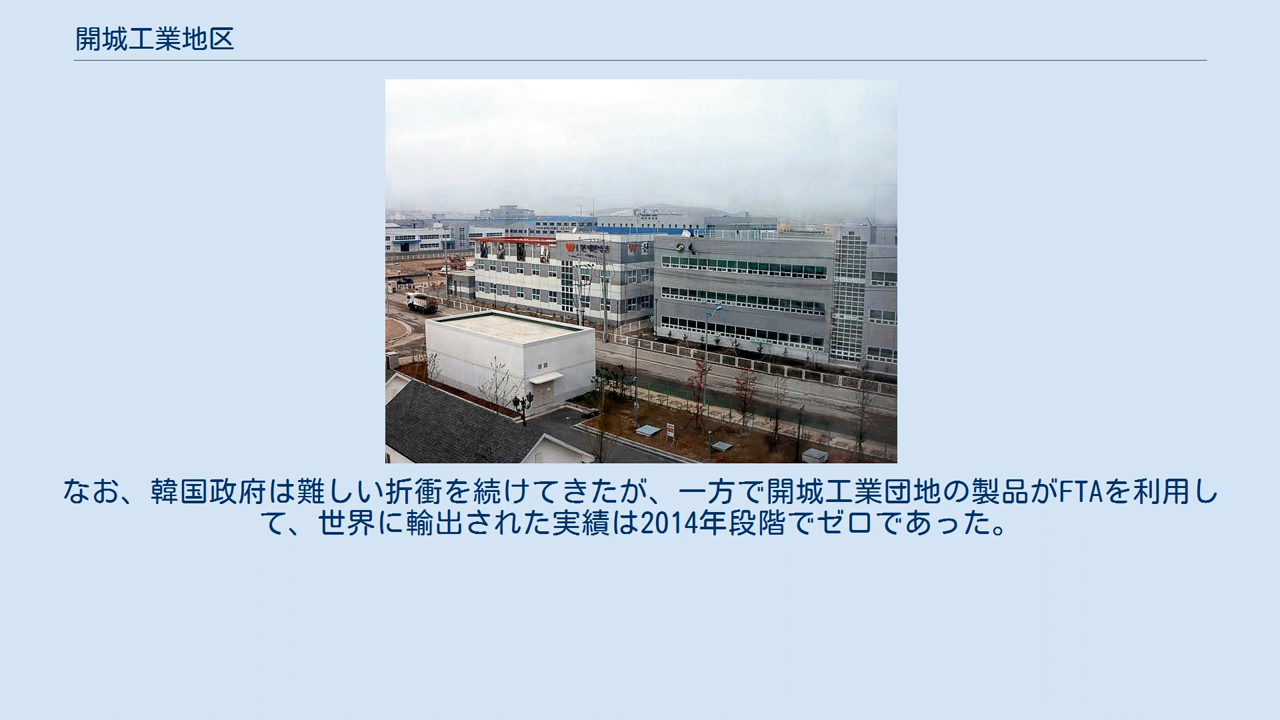 開城工業地区
なお、韓国政府は難しい折衝を続けてきたが、一方で開城工業団地の製品がFTAを利用し
て、世界に輸出された実績は2014年段階でゼロであった。